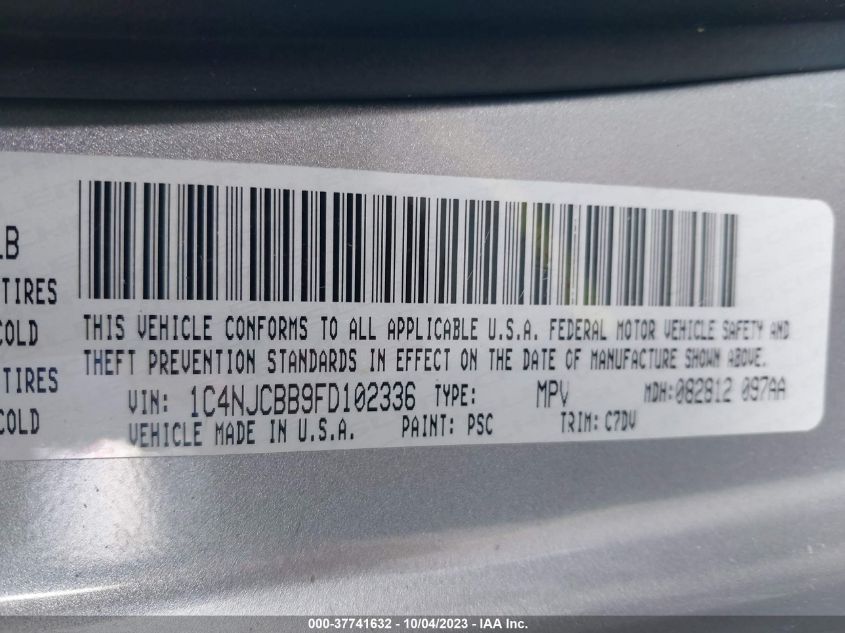 LB
TIRES
COLD
TIRES
COLD
THIS VEHICLE CONFORMS TO ALL APPLICABLE U.S.A. FEDERAL MOTOR VEHICLE SAFETY AND
THEFT PREVENTION STANDARDS IN EFFECT ON THE DATE OF MANUFACTURE SHOWN ABOVE.
VIN: 1C4NJCBB9FD102336 TYPE: MPV MDH:082812 097AA
VEHICLE MADE IN U.S.A. PAINT: PSC TRIM: C7DV
000-37741632 - 10/04/2023 - IAA Inc.